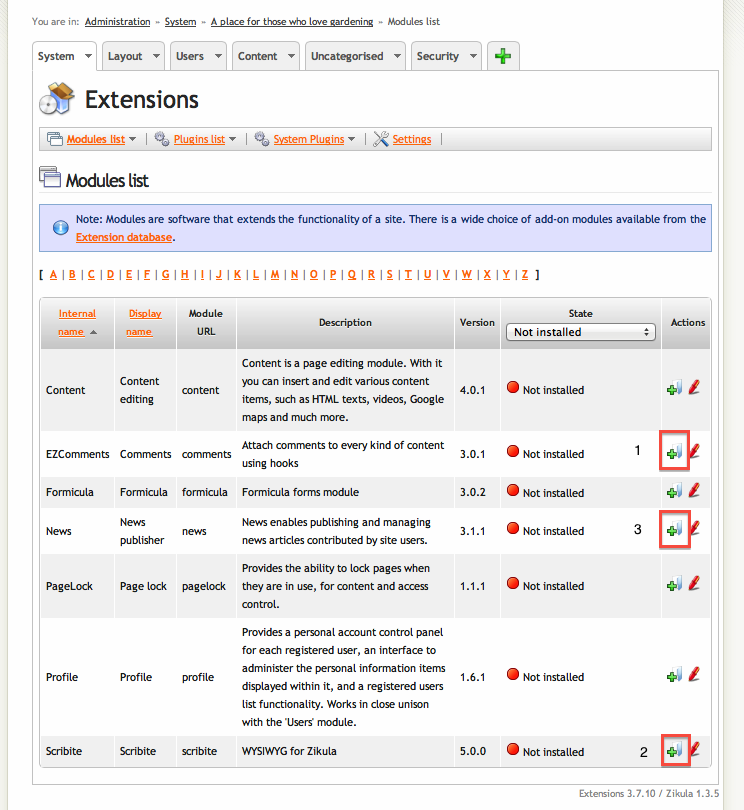 You are in: Administration » System » A place for those who love gardening » Modules list
System Layout Users Content Uncategorised Security
Extensions
Modules list Plugins list System Plugins Settings
Modules list
Note: Modules are software that extends the functionality of a site. There is a wide choice of add-on modules available from the
Extension database.
[ A | B | C | D | E | F | G | H | I | J | K | L | M | N | O | P | Q | R | S | T | U | V | W | X | Y | Z ]
Internal name Display name Module URL Description Version State Actions
Not installed
Content Content editing content Content is a page editing module. With it
you can insert and edit various content
items, such as HTML texts, videos, Google
maps and much more. 4.0.1 Not installed
EZComments Comments comments Attach comments to every kind of content
using hooks 3.0.1 Not installed 1
Formicula Formicula formicula Formicula forms module 3.0.2 Not installed
News News publisher news News enables publishing and managing
news articles contributed by site users. 3.1.1 Not installed 3
PageLock Page lock pagelock Provides the ability to lock pages when
they are in use, for content and access
control. 1.1.1 Not installed
Profile Profile profile Provides a personal account control panel
for each registered user, an interface to
administer the personal information items
displayed within it, and a registered users
list functionality. Works in close unison
with the 'Users' module. 1.6.1 Not installed
Scribite Scribite scribite WYSIWYG for Zikula 5.0.0 Not installed 2
Extensions 3.7.10 / Zikula 1.3.5